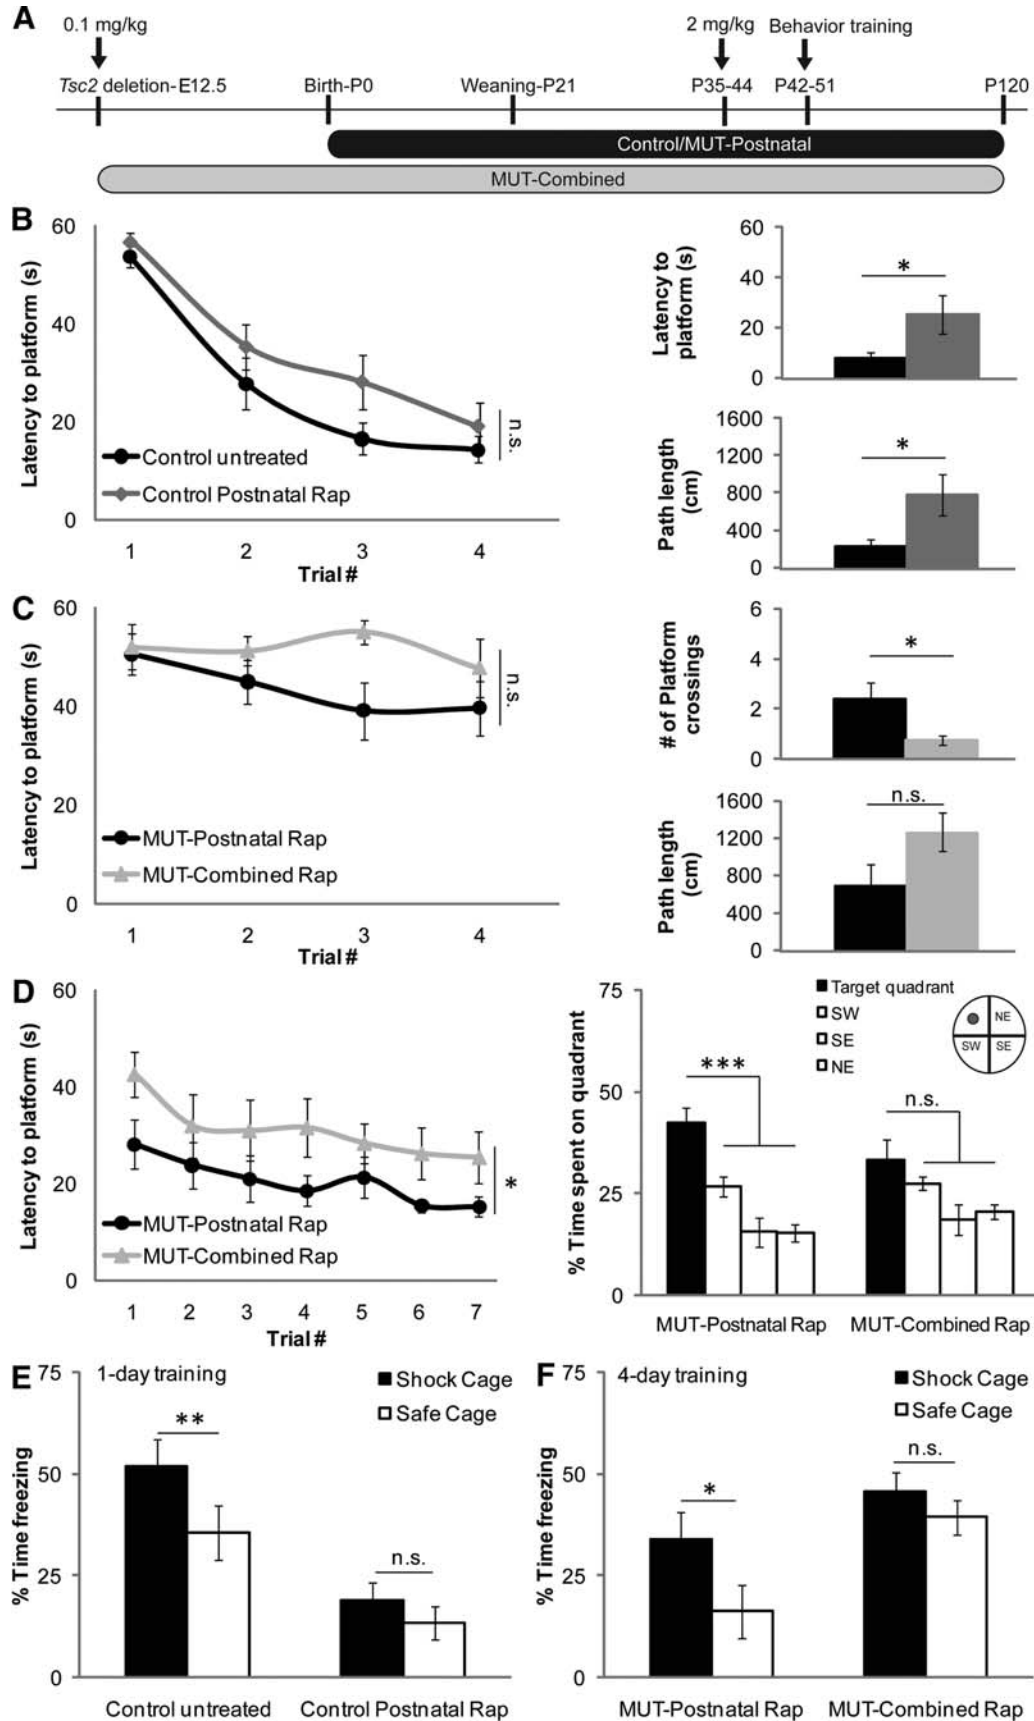 A
0.1 mg/kg
2 mg/kg
Behavior training
Tsc2 deletion-E12.5
Birth-P0
Weaning-P21
P35-44
P42-51
P120
Control/MUT-Postnatal
MUT-Combined
B
60
40
20
0
Latency to platform (s)
Control untreated
Control Postnatal Rap
n.s.
1
2
3
4
Trial #
60
40
20
0
Latency to
platform (s)
*
1600
1200
800
400
0
Path length
(cm)
*
C
60
40
20
0
Latency to platform (s)
n.s.
MUT-Postnatal Rap
MUT-Combined Rap
1
2
3
4
Trial #
6
4
2
0
# of Platform
crossings
*
1600
1200
800
400
0
Path length
(cm)
n.s.
D
60
40
20
0
Latency to platform (s)
*
MUT-Postnatal Rap
MUT-Combined Rap
1
2
3
4
5
6
7
Trial #
75
50
25
0
% Time spent on quadrant
Target quadrant
SW
SE
NE
NE
SW
SE
***
n.s.
MUT-Postnatal Rap
MUT-Combined Rap
E
75
50
25
0
% Time freezing
1-day training
Shock Cage
Safe Cage
**
n.s.
Control untreated
Control Postnatal Rap
F
75
50
25
0
% Time freezing
4-day training
Shock Cage
Safe Cage
*
n.s.
MUT-Postnatal Rap
MUT-Combined Rap